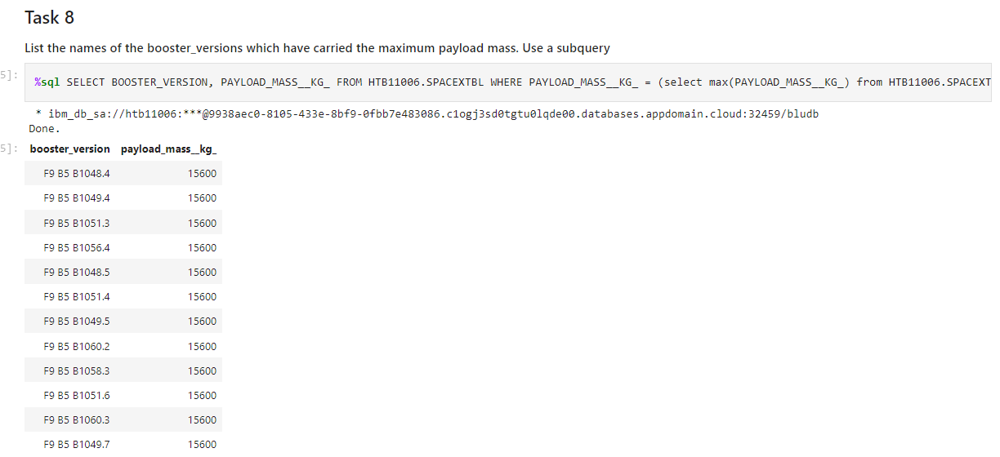 Task 8
List the names of the booster_versions which have carried the maximum payload mass. Use a subquery
5]:
%sql SELECT BOOSTER_VERSION, PAYLOAD_MASS__KG_ FROM HTB11006.SPACEXTBL WHERE PAYLOAD_MASS__KG_ = (select max(PAYLOAD_MASS__KG_) from HTB11006.SPACEXT
* ibm_db_sa://htb11006:***@9938aec0-8105-433e-8bf9-0fbb7e483086.c1ogj3sd0tgtu0lqde00.databases.appdomain.cloud:32459/bludb
Done.
5]:
booster_version payload_mass__kg_
F9 B5 B1048.4 15600
F9 B5 B1049.4 15600
F9 B5 B1051.3 15600
F9 B5 B1056.4 15600
F9 B5 B1048.5 15600
F9 B5 B1051.4 15600
F9 B5 B1049.5 15600
F9 B5 B1060.2 15600
F9 B5 B1058.3 15600
F9 B5 B1051.6 15600
F9 B5 B1060.3 15600
F9 B5 B1049.7 15600